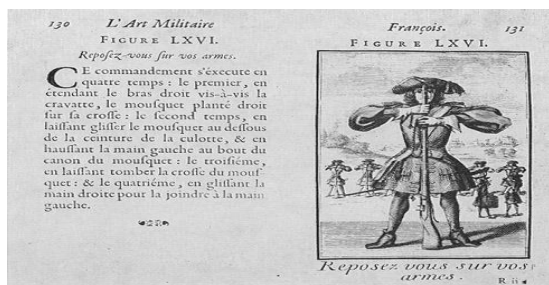 130 L'Art Militaire
FIGURE LXVI.
Reposez-vous sur vos armes.
CE commandement s'éxecute en
quatre temps : le premier, en
étendant le bras droit vis-à-vis la
cravatte, le mousquet planté droit
sur sa crosse : le second temps, en
laissant glisser le mousquet au dessous
de la ceinture de la culotte, & en
haussant la main gauche au bout du
canon du mousquet : le troisiéme,
en laissant tomber la crosse du mous-
quet : & le quatriéme, en glissant la
main droite pour la joindre à la main
gauche.
François. 131
FIGURE LXVI.
Reposez vous sur vos
armes.
R ii